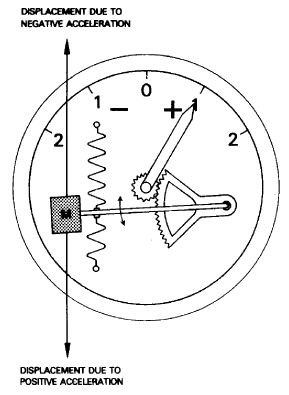 DISPLACEMENT DUE TO
NEGATIVE ACCELERATION
0
1 − + 1
2 2
M
DISPLACEMENT DUE TO
POSITIVE ACCELERATION